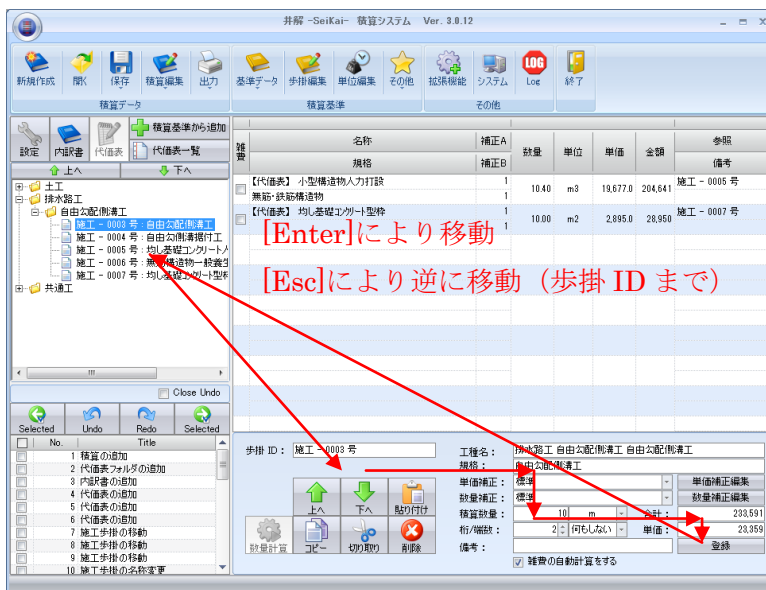 井解 -SeiKai- 積算システム Ver. 3.0.12
新規作成 開く 保存 積算編集 出力 基準データ 歩掛編集 単位編集 その他 拡張機能 システム Log 終了
LOG
積算データ 積算基準 その他
設定 内訳書 代価表 積算基準から追加
代価表一覧
上へ 下へ
土工
排水路工
自由勾配側溝工
施工 - 0003 号 : 自由勾配側溝工
施工 - 0004 号 : 自由勾側溝据付工
施工 - 0005 号 : 均し基礎コンクリート人
施工 - 0006 号 : 無筋構造物一般養生
施工 - 0007 号 : 均し基礎コンクリート型枠
共通工
雑費 名称 補正A 数量 単位 単価 金額 参照
規格 補正B 備考
【代価表】 小型構造物人力打設 1 10.40 m3 19,677.0 204,641 施工 - 0005 号
無筋・鉄筋構造物 1
【代価表】 均し基礎コンクリート型枠 1 10.00 m2 2,895.0 28,950 施工 - 0007 号
1
[Enter]により移動
[Esc]により逆に移動（歩掛 ID まで）
Close Undo
Selected Undo Redo Selected
No. Title
1 積算の追加
2 代価表フォルダの追加
3 内訳書の追加
4 代価表の追加
5 代価表の追加
6 代価表の追加
7 施工歩掛の移動
8 施工歩掛の移動
9 施工歩掛の移動
10 施工歩掛の名称変更
歩掛 ID : 施工 - 0003 号
上へ 下へ 貼り付け
数量計算 コピー 切り取り 削除
工種名 : 排水路工 自由勾配側溝工 自由勾配側溝工
規格 : 自由勾配側溝工
単価補正 : 標準 単価補正編集
数量補正 : 標準 数量補正編集
積算数量 : 10 m 合計 : 233,591
桁/端数 : 2 何もしない 単価 : 23,359
備考 : 登録
雑費の自動計算をする